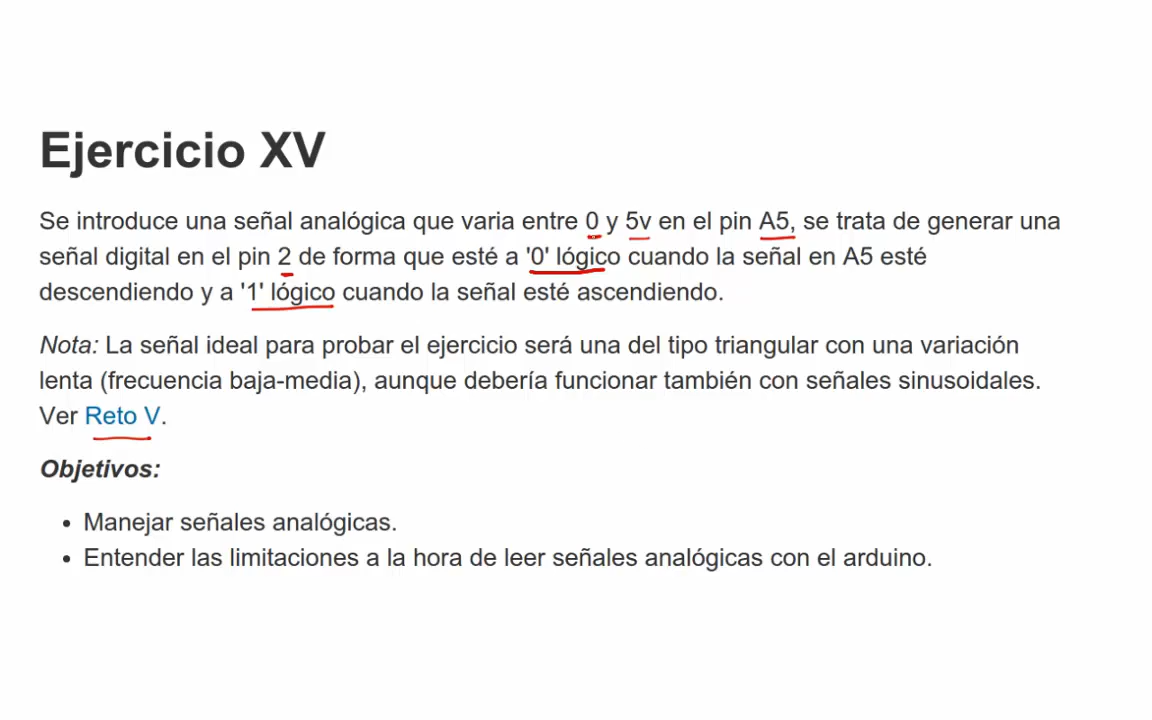 Ejercicio XV
Se introduce una señal analógica que varia entre 0 y 5v en el pin A5, se trata de generar una
señal digital en el pin 2 de forma que esté a '0' lógico cuando la señal en A5 esté
descendiendo y a '1' lógico cuando la señal esté ascendiendo.
Nota: La señal ideal para probar el ejercicio será una del tipo triangular con una variación
lenta (frecuencia baja-media), aunque debería funcionar también con señales sinusoidales.
Ver Reto V.
Objetivos:
• Manejar señales analógicas.
• Entender las limitaciones a la hora de leer señales analógicas con el arduino.